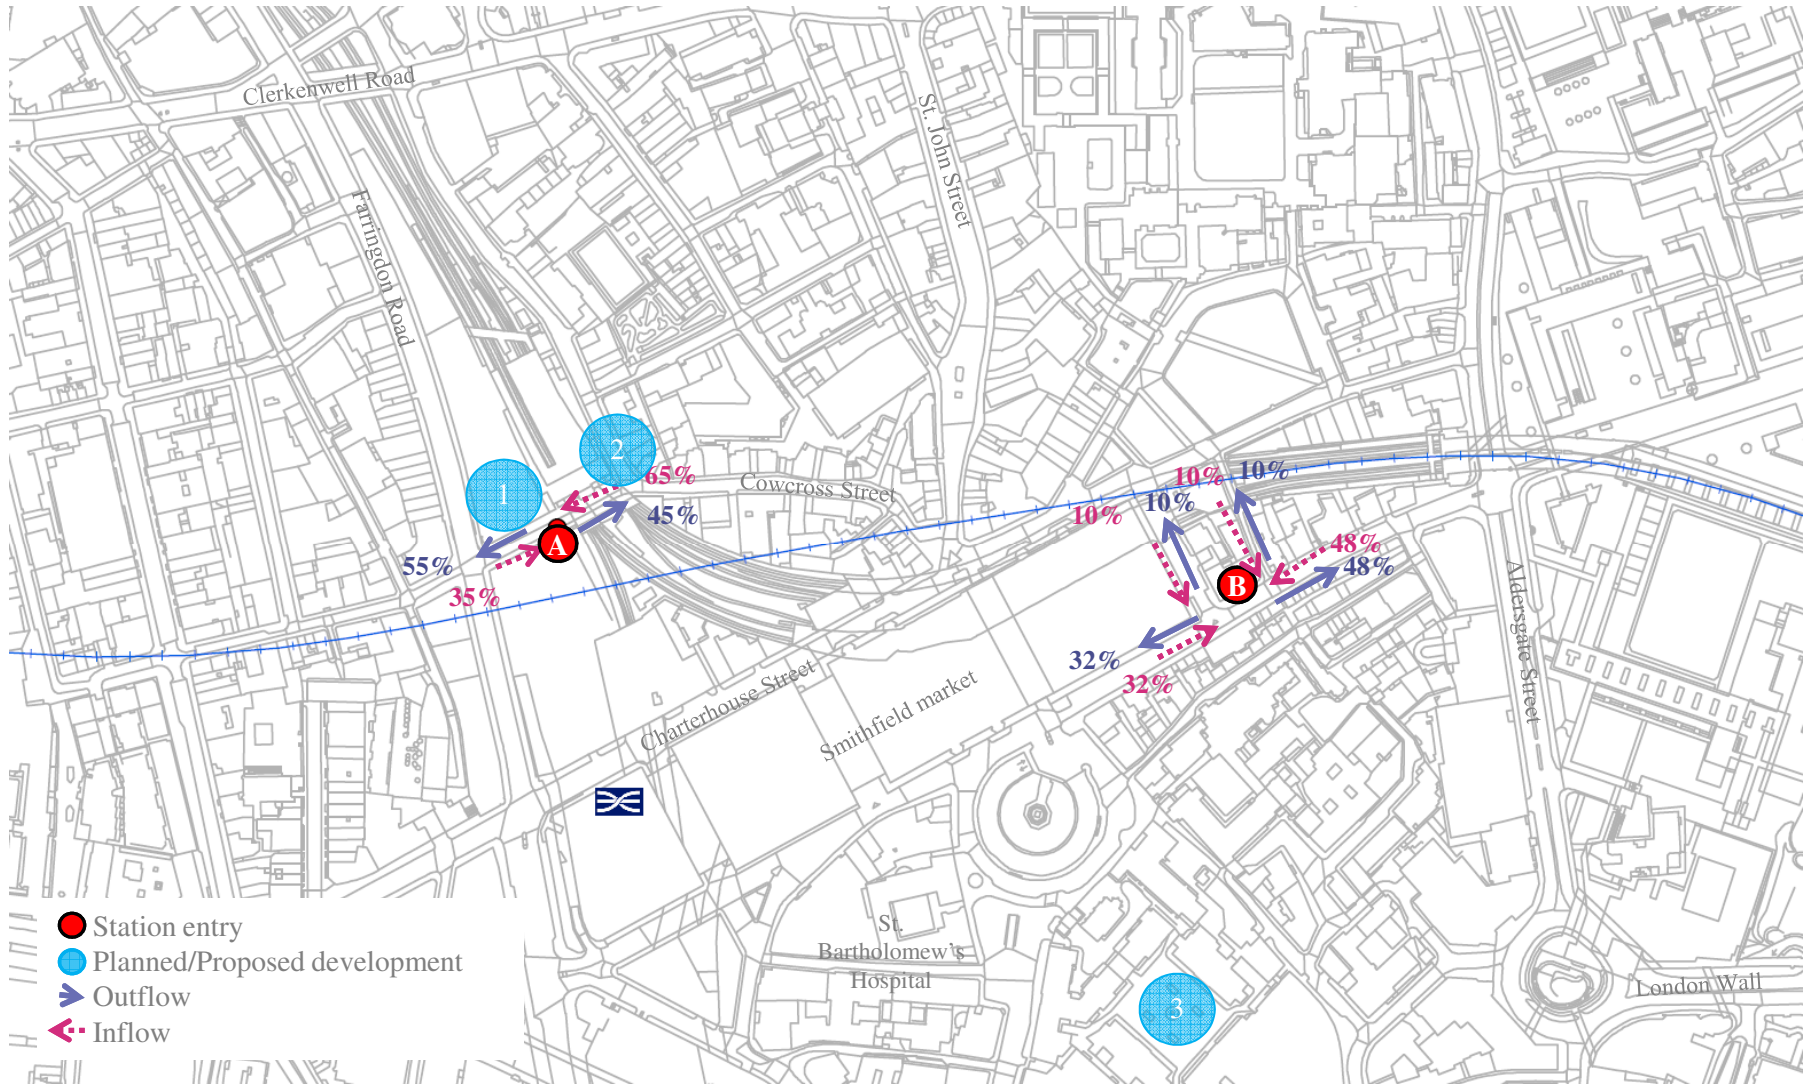 Clerkenwell Road
St. John Street
Farringdon Road
2
65%
1
Cowcross Street
45%
A
55%
35%
10%
10%
10%
10%
48%
48%
B
32%
32%
Aldersgate Street
Charterhouse Street
Smithfield market
St.
Bartholomew's
Hospital
3
London Wall
Station entry
Planned/Proposed development
Outflow
Inflow